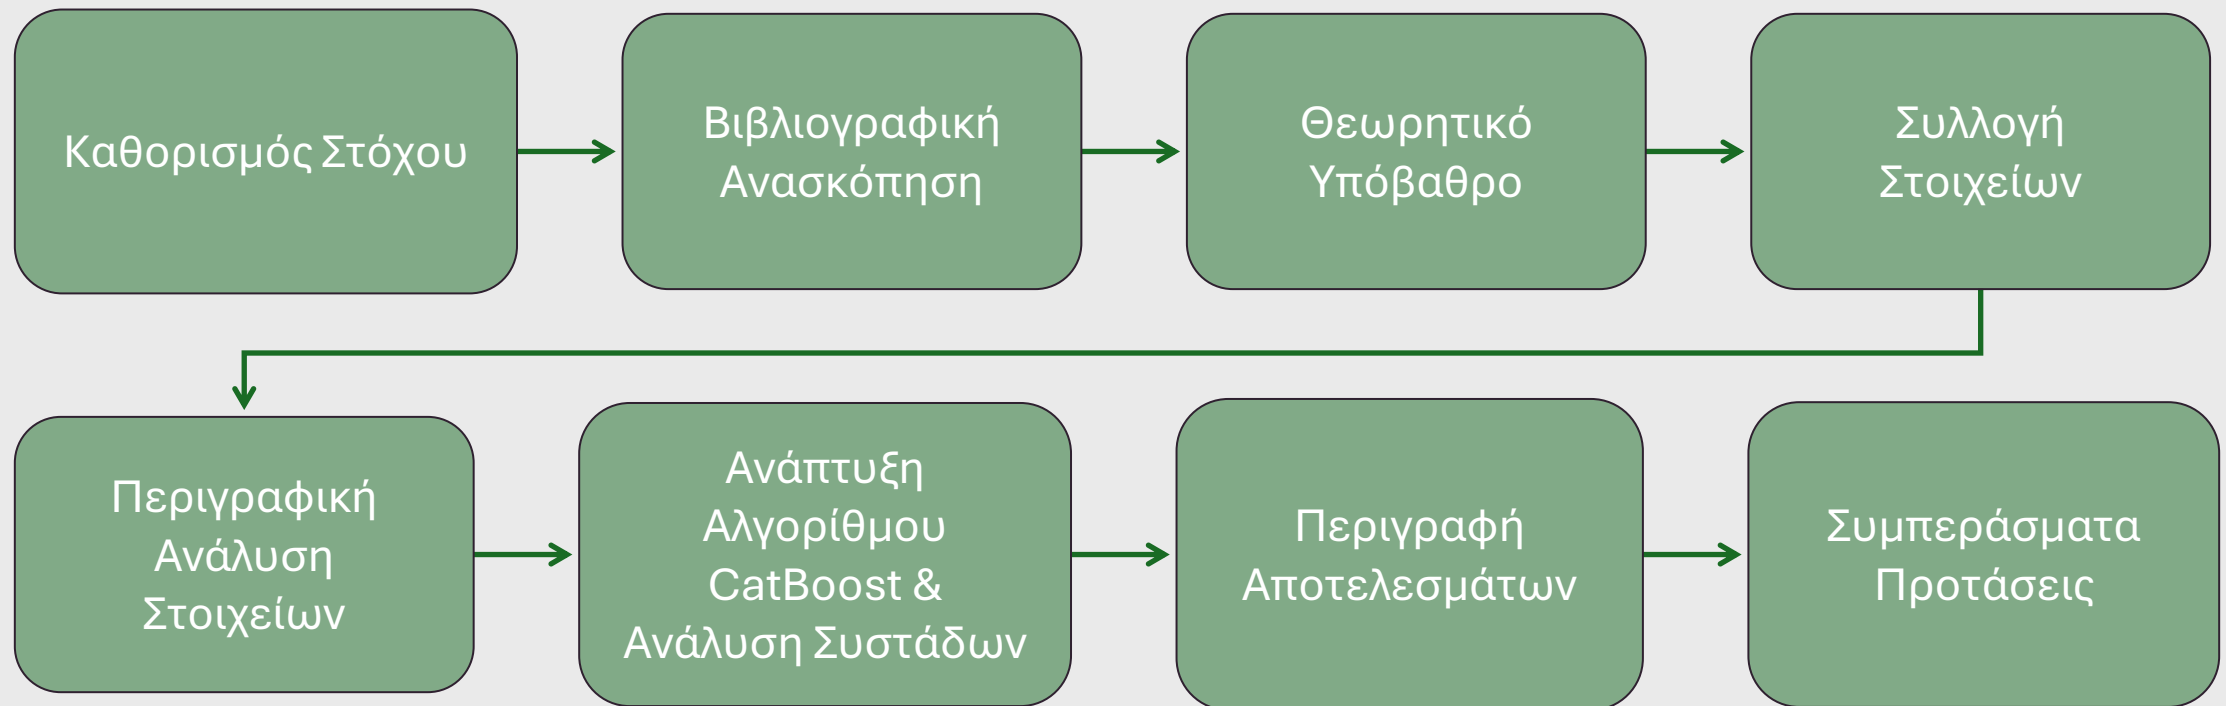 Καθορισμός Στόχου
Βιβλιογραφική
Ανασκόπηση
Θεωρητικό
Υπόβαθρο
Συλλογή
Στοιχείων
Περιγραφική
Ανάλυση
Στοιχείων
Ανάπτυξη
Αλγορίθμου
CatBoost &
Ανάλυση Συστάδων
Περιγραφή
Αποτελεσμάτων
Συμπεράσματα
Προτάσεις